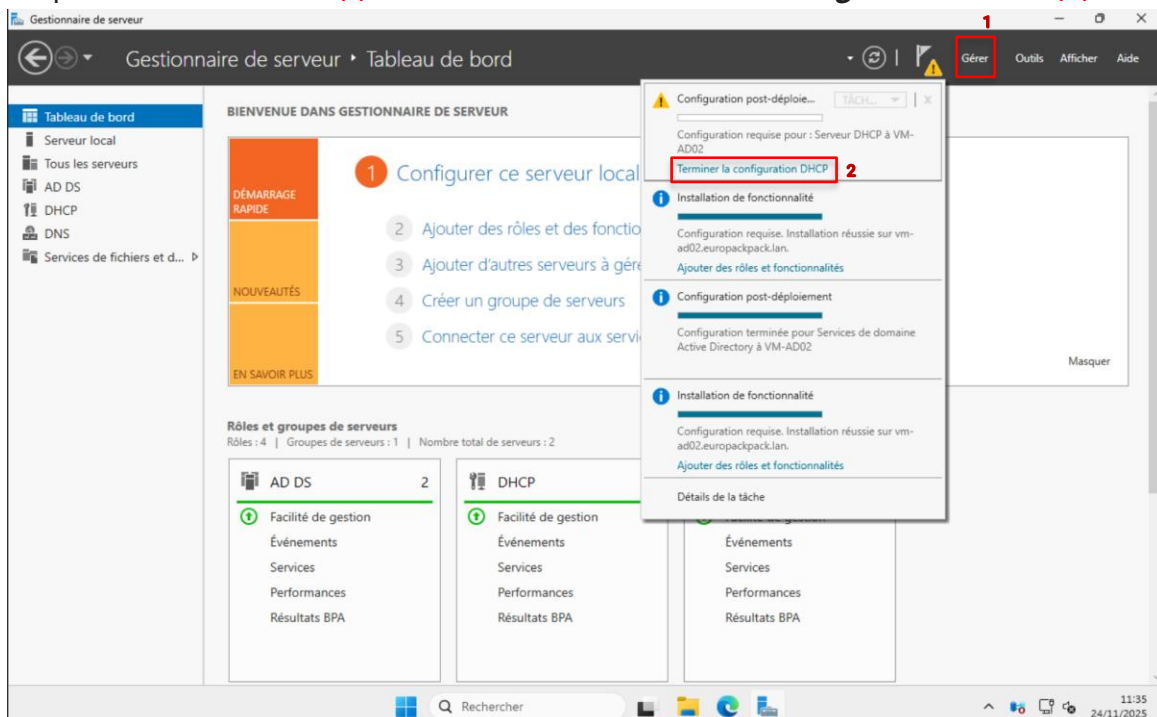 Gestionnaire de serveur
1
Gestionnaire de serveur • Tableau de bord
Gérer
Outils
Afficher
Aide
Tableau de bord
Serveur local
Tous les serveurs
AD DS
DHCP
DNS
Services de fichiers et d...
BIENVENUE DANS GESTIONNAIRE DE SERVEUR
DÉMARRAGE
RAPIDE
NOUVEAUTÉS
EN SAVOIR PLUS
1 Configurer ce serveur local
2 Ajouter des rôles et des fonctio
3 Ajouter d'autres serveurs à gére
4 Créer un groupe de serveurs
5 Connecter ce serveur aux servi
Masquer
Configuration post-déploie...
TÂCH...
X
Configuration requise pour : Serveur DHCP à VM-
AD02
Terminer la configuration DHCP
2
Installation de fonctionnalité
Configuration requise. Installation réussie sur vm-
ad02.europackpack.lan.
Ajouter des rôles et fonctionnalités
Configuration post-déploiement
Configuration terminée pour Services de domaine
Active Directory à VM-AD02
Installation de fonctionnalité
Configuration requise. Installation réussie sur vm-
ad02.europackpack.lan.
Ajouter des rôles et fonctionnalités
Détails de la tâche
Rôles et groupes de serveurs
Rôles : 4 | Groupes de serveurs : 1 | Nombre total de serveurs : 2
AD DS 2
Facilité de gestion
Événements
Services
Performances
Résultats BPA
DHCP
Facilité de gestion
Événements
Services
Performances
Résultats BPA
Événements
Services
Performances
Résultats BPA
Rechercher
11:35
24/11/2025